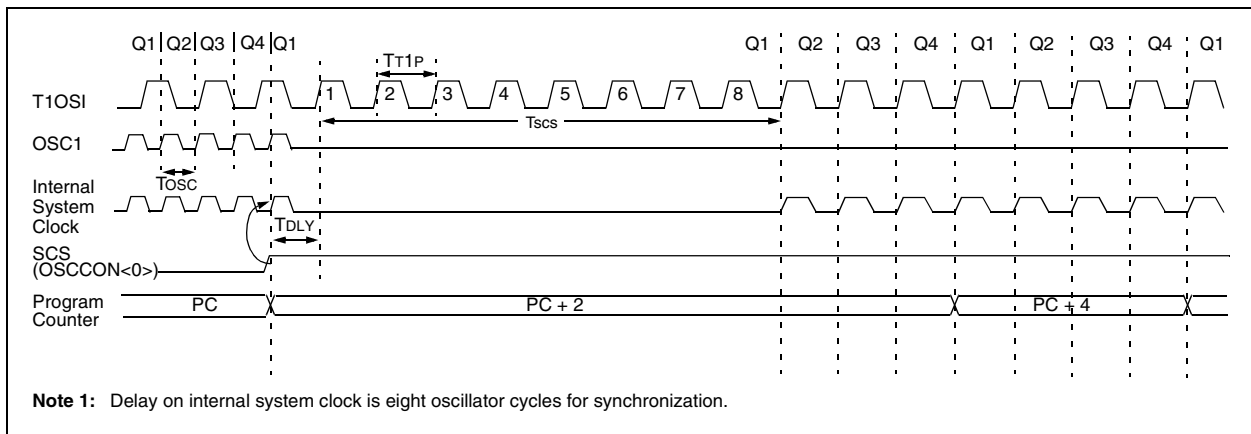 Q1 Q2 Q3 Q4 Q1 Q1 Q2 Q3 Q4 Q1 Q2 Q3 Q4 Q1
TT1P
T1OSI
1 2 3 4 5 6 7 8
TSCS
OSC1
TOSC
Internal
System
Clock
TDLY
SCS
(OSCCON<0>)
Program
Counter
PC PC + 2 PC + 4
Note 1: Delay on internal system clock is eight oscillator cycles for synchronization.